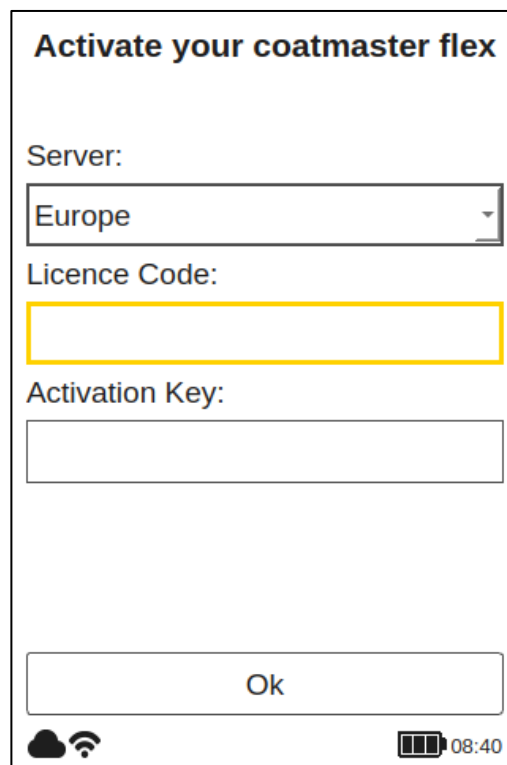 Activate your coatmaster flex
Server:
Europe
Licence Code:
Activation Key:
Ok
08:40